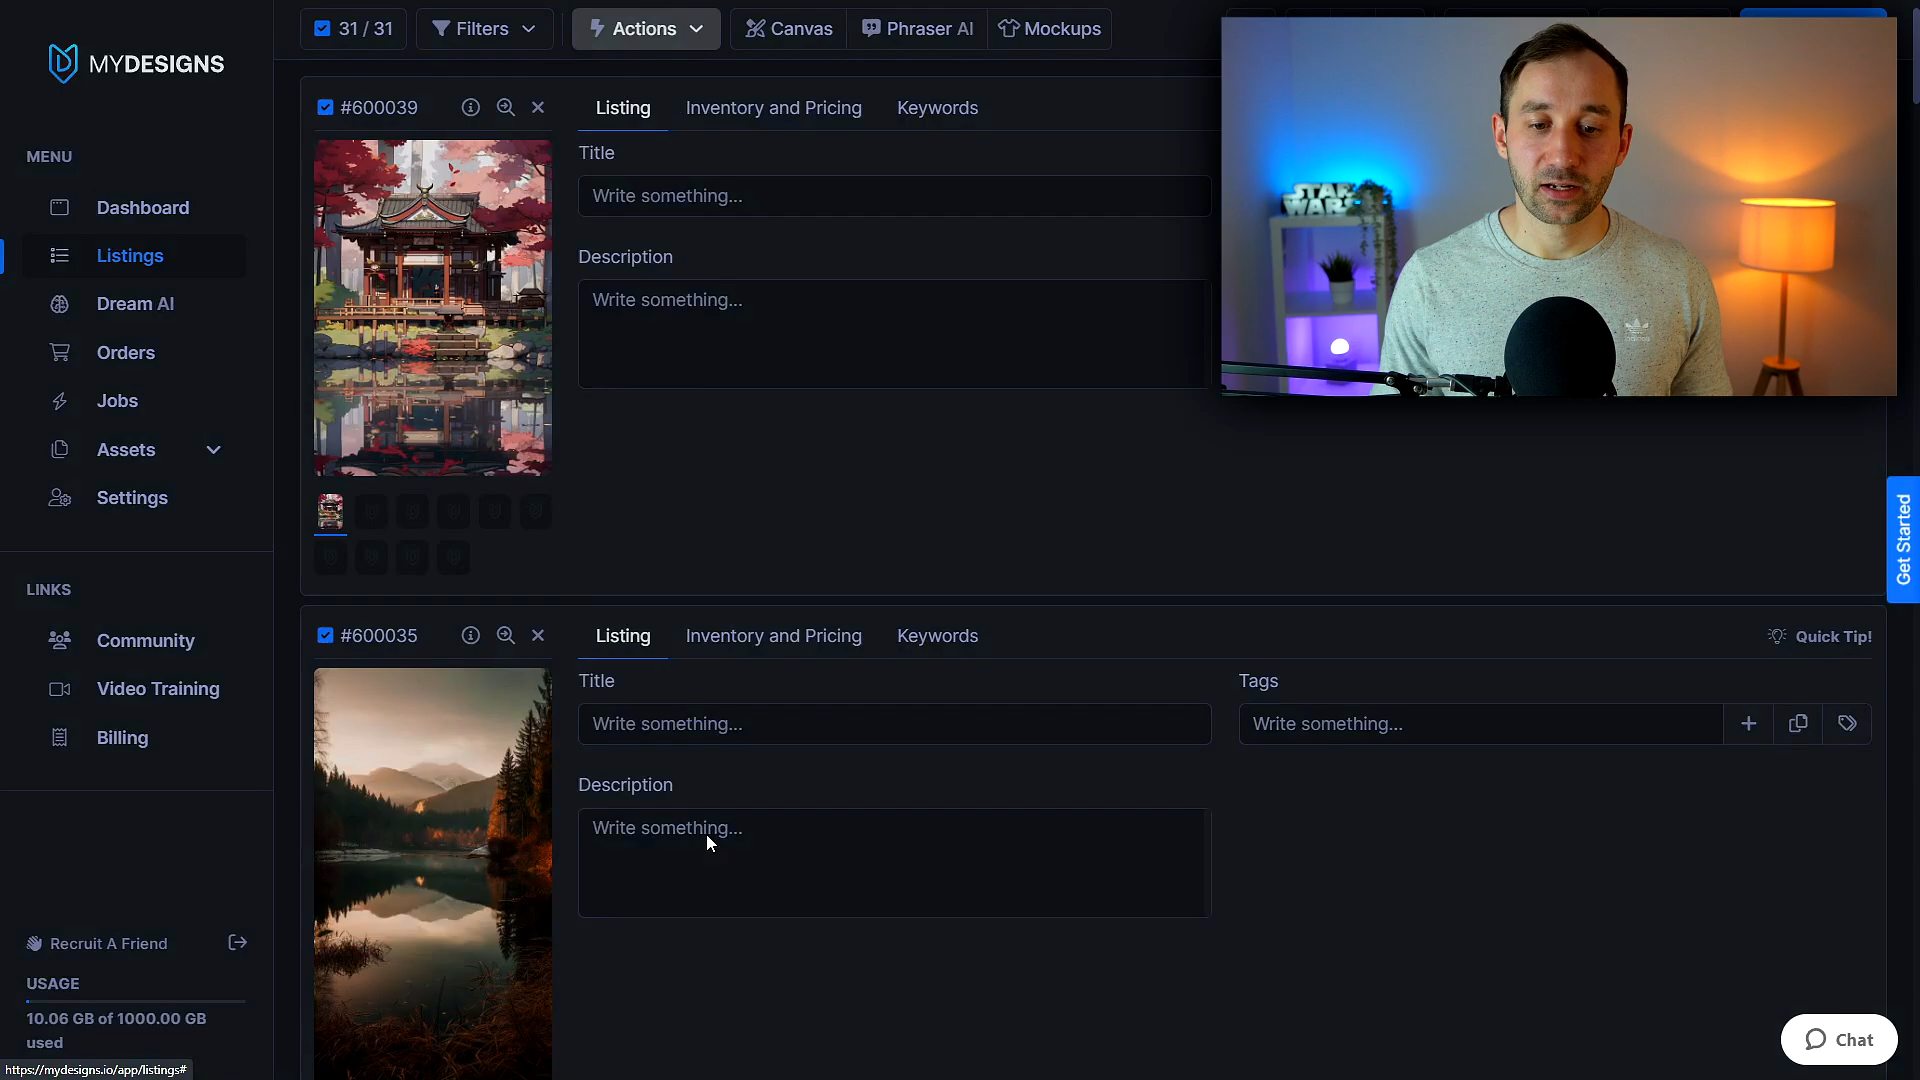 MYDESIGNS
31 / 31
Filters
Actions
Canvas
Phraser AI
Mockups
MENU
Dashboard
Listings
Dream AI
Orders
Jobs
Assets
Settings
LINKS
Community
Video Training
Billing
Recruit A Friend
USAGE
10.06 GB of 1000.00 GB
used
https://mydesigns.io/app/listings#
#600039
Listing
Inventory and Pricing
Keywords
Title
Write something...
Description
Write something...
STAR
WARS
adidas
Get Started
#600035
Listing
Inventory and Pricing
Keywords
Quick Tip!
Title
Write something...
Tags
Write something...
Description
Write something...
Chat